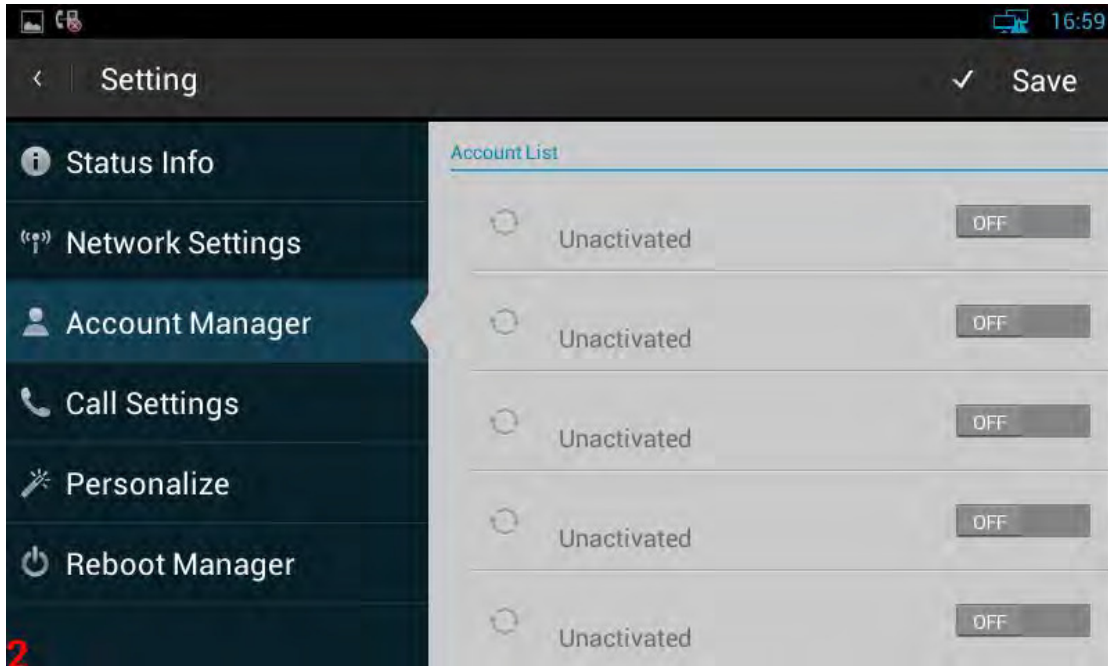 16:59
Setting
Save
Status Info
Network Settings
Account Manager
Call Settings
Personalize
Reboot Manager
2
Account List
Unactivated
OFF
Unactivated
OFF
Unactivated
OFF
Unactivated
OFF
Unactivated
OFF